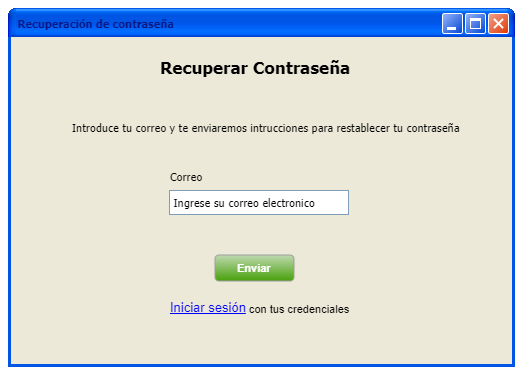 Recuperación de contraseña
Recuperar Contraseña
Introduce tu correo y te enviaremos intrucciones para restablecer tu contraseña
Correo
Ingrese su correo electronico
Enviar
Iniciar sesión con tus credenciales